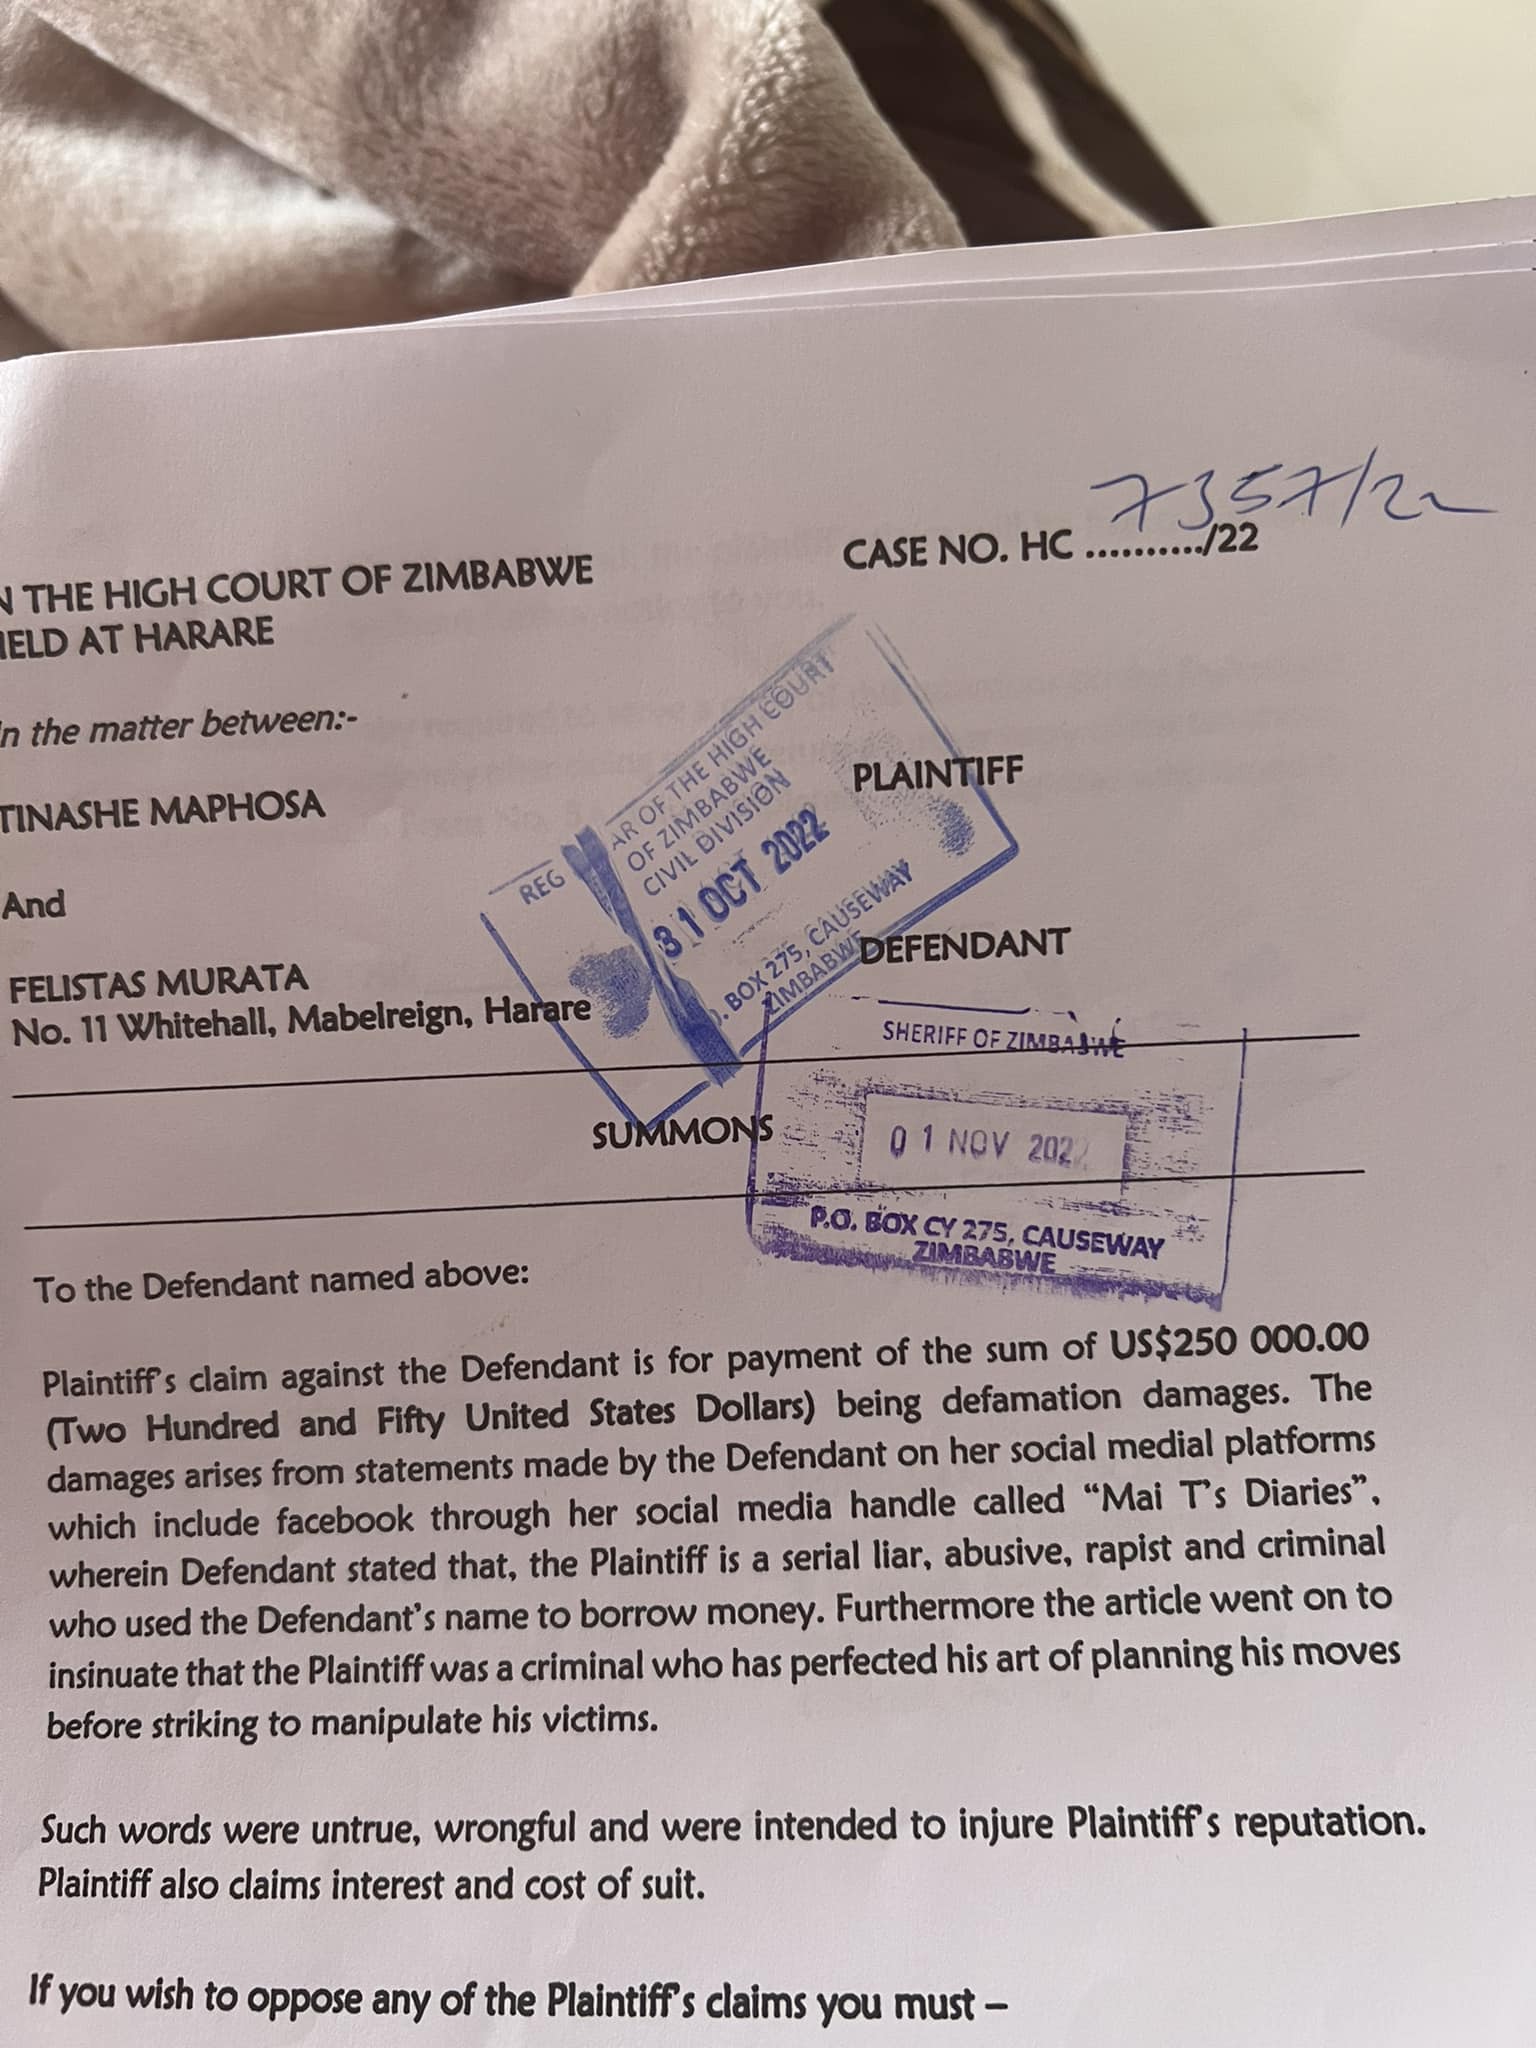 7357/22
CASE NO. HC ........../22
N THE HIGH COURT OF ZIMBABWE
IELD AT HARARE
n the matter between:-
TINASHE MAPHOSA
PLAINTIFF
And
FELISTAS MURATA
DEFENDANT
No. 11 Whitehall, Mabelreign, Harare
REG AR OF THE HIGH COURT
OF ZIMBABWE
CIVIL DIVISION
31 OCT 2022
. BOX 275, CAUSEWAY
ZIMBABWE
SUMMONS
SHERIFF OF ZIMBABWE
01 NOV 2022
P.O. BOX CY 275, CAUSEWAY
ZIMBABWE
To the Defendant named above:
Plaintiff's claim against the Defendant is for payment of the sum of US$250 000.00
(Two Hundred and Fifty United States Dollars) being defamation damages. The
damages arises from statements made by the Defendant on her social medial platforms
which include facebook through her social media handle called “Mai T's Diaries”,
wherein Defendant stated that, the Plaintiff is a serial liar, abusive, rapist and criminal
who used the Defendant's name to borrow money. Furthermore the article went on to
insinuate that the Plaintiff was a criminal who has perfected his art of planning his moves
before striking to manipulate his victims.
Such words were untrue, wrongful and were intended to injure Plaintiff's reputation.
Plaintiff also claims interest and cost of suit.
If you wish to oppose any of the Plaintiff's claims you must –